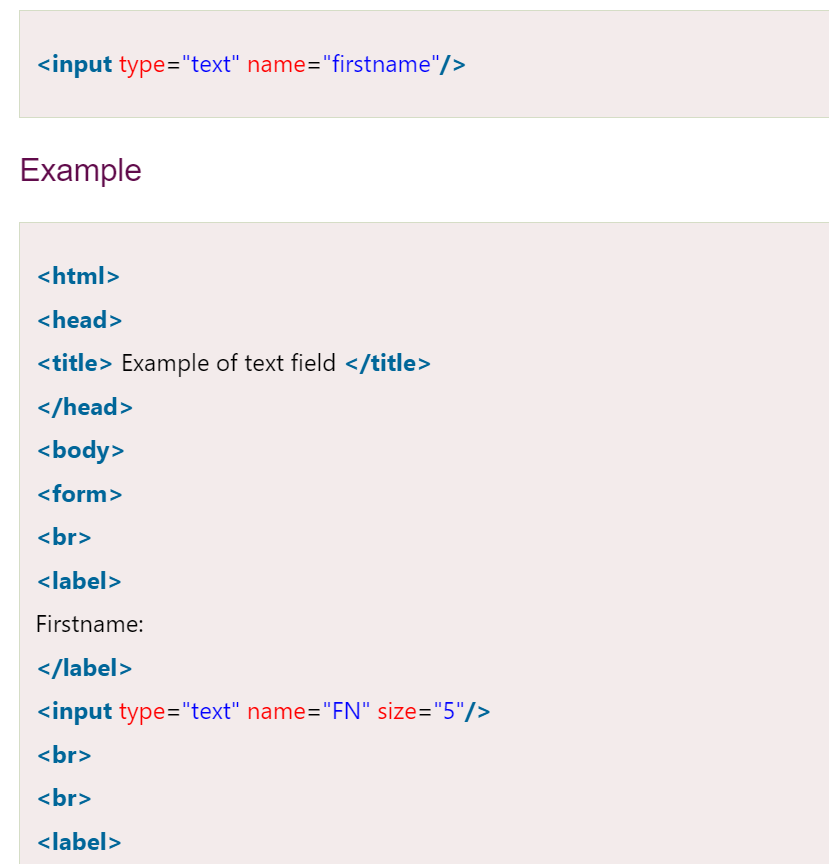 <input type="text" name="firstname"/>
Example
<html>
<head>
<title> Example of text field </title>
</head>
<body>
<form>
<br>
<label>
Firstname:
</label>
<input type="text" name="FN" size="5"/>
<br>
<br>
<label>